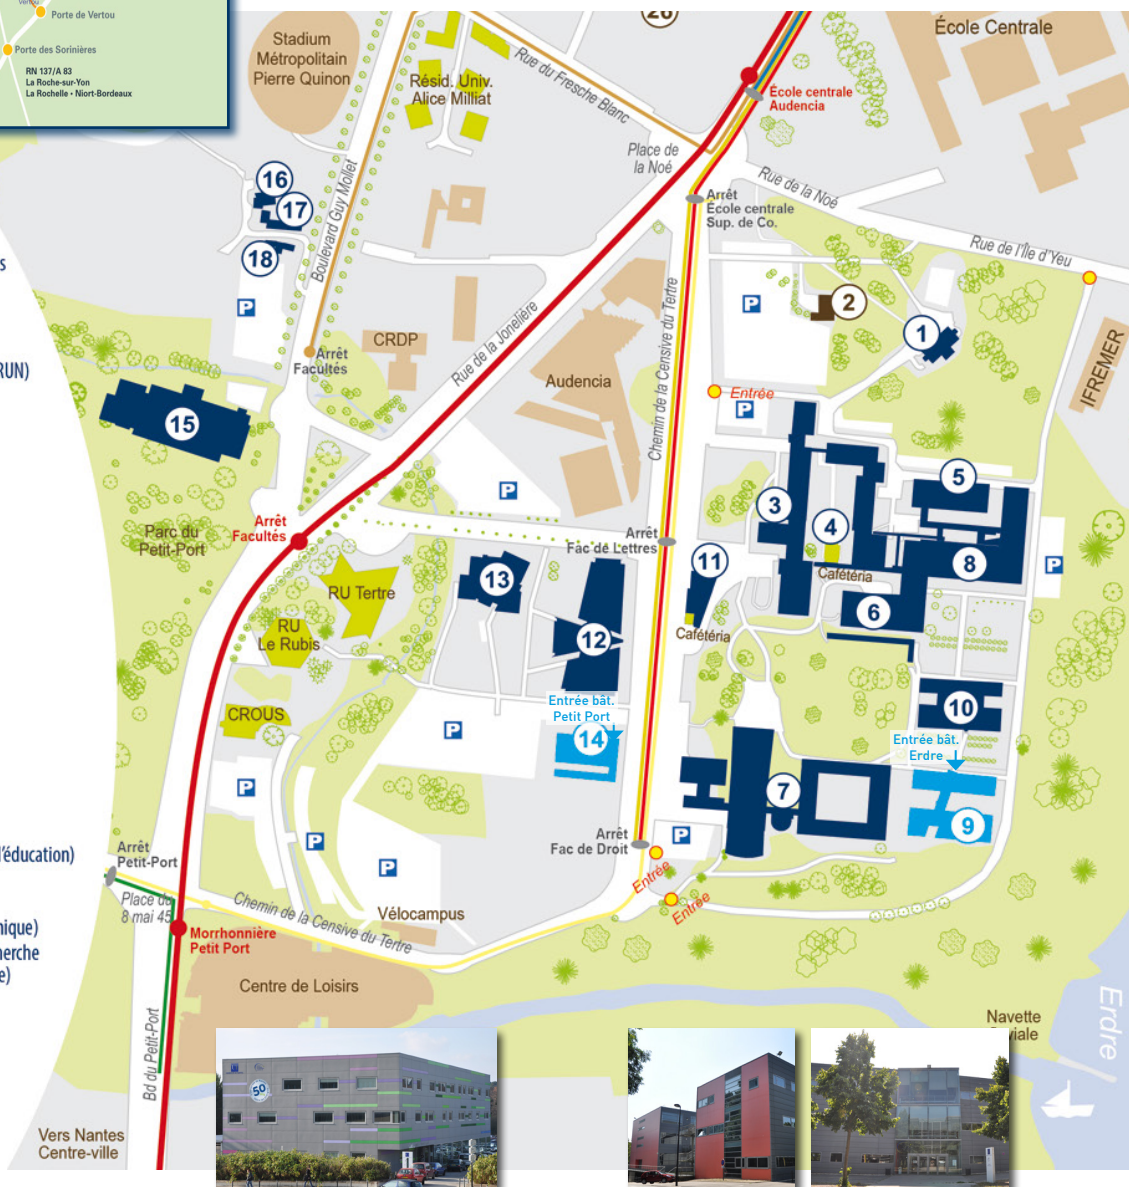 Vertou
Porte de Vertou
Porte des Sorinières
RN 137/A 83
La Roche-sur-Yon
La Rochelle • Niort-Bordeaux
Stadium
Métropolitain
Pierre Quinon
Résid. Univ.
Alice Milliat
Rue du Fresche Blanc
École Centrale
École centrale
Audencia
Place de
la Noé
Rue de la Noé
Arrêt
École centrale
Sup. de Co.
Rue de l'Île d'Yeu
16
17
18
Boulevard Guy Mollet
P
P
2
1
IFREMER
CRDP
Arrêt
Facultés
Rue de la Jonelière
Audencia
Chemin de la Censive du Tertre
Entrée
P
15
P
3
4
5
Arrêt
Facultés
Parc du
Petit-Port
Arrêt
Fac de Lettres
11
8
P
Cafétéria
13
RU Tertre
RU
Le Rubis
12
6
Cafétéria
CROUS
Entrée bât.
Petit Port
14
P
10
Entrée bât.
Erdre
9
7
P
P
P
P
Arrêt
Fac de Droit
Entrée
Entrée
RUN)
l'éducation)
Arrêt
Petit-Port
Place du
8 mai 45
Chemin de la Censive du Tertre
Vélocampus
Morrhonnière
Petit Port
Centre de Loisirs
Bd du Petit-Port
Navette
Erdre
50
Vers Nantes
Centre-ville